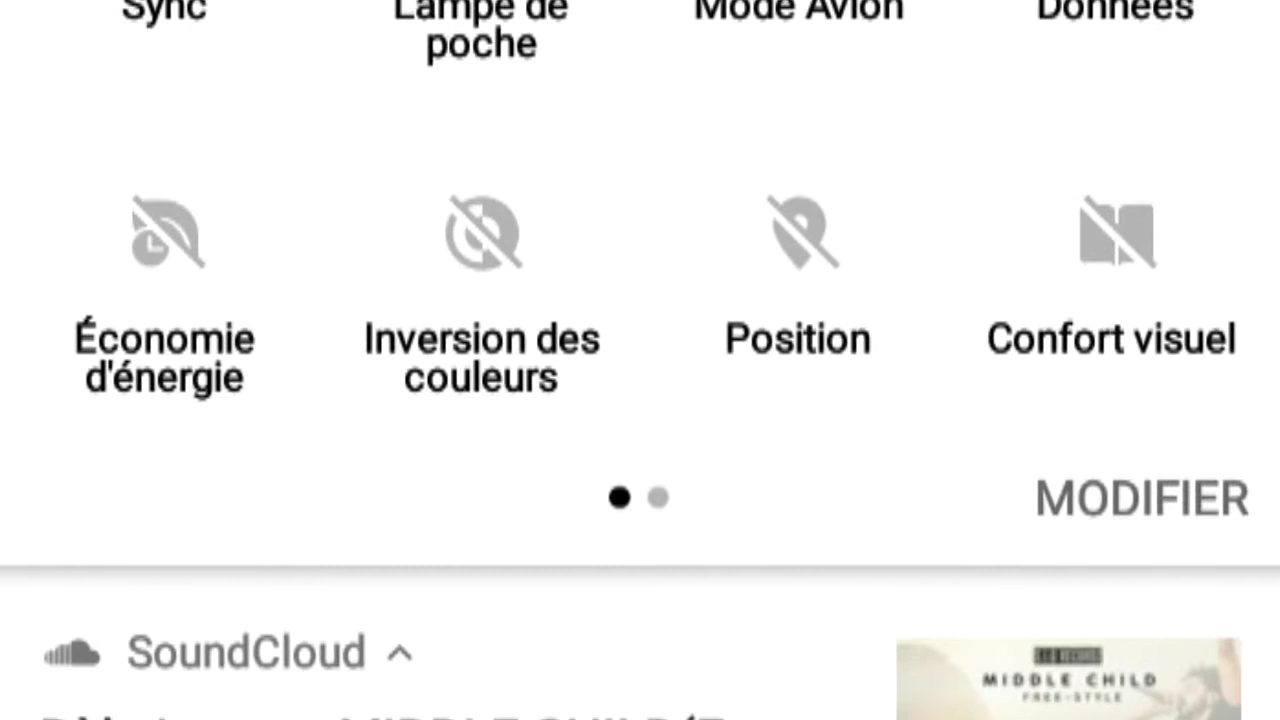 Sync Lampe de Mode Avion Données
poche
Économie Inversion des Position Confort visuel
d'énergie couleurs
MODIFIER
SoundCloud
MIDDLE CHILD
FREE-STYLE